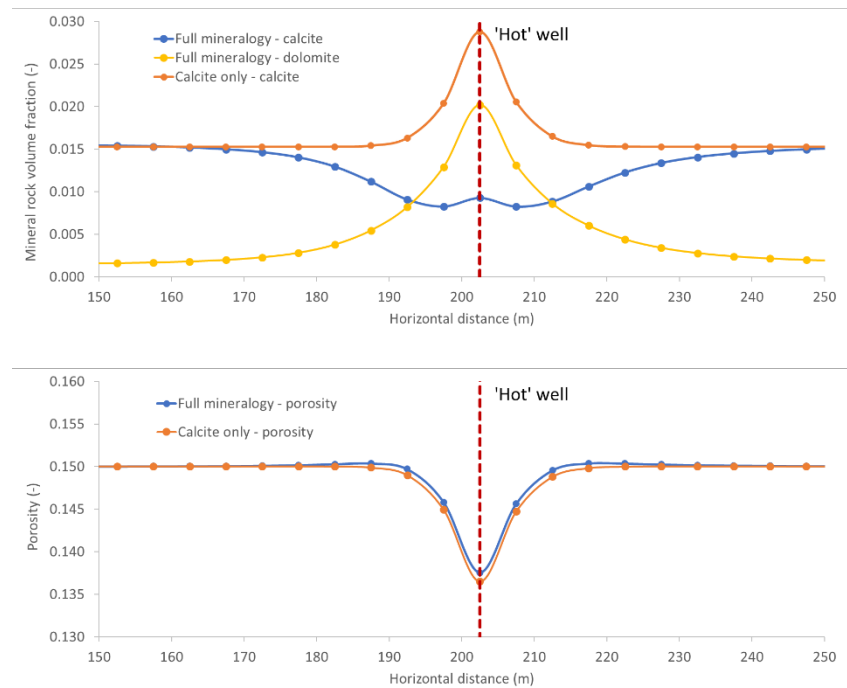 0.030
0.025
0.020
0.015
0.010
0.005
0.000
Mineral rock volume fraction (-)
Full mineralogy - calcite
Full mineralogy - dolomite
Calcite only - calcite
'Hot' well
150 160 170 180 190 200 210 220 230 240 250
Horizontal distance (m)
0.160
0.155
0.150
0.145
0.140
0.135
0.130
Porosity (-)
Full mineralogy - porosity
Calcite only - porosity
'Hot' well
150 160 170 180 190 200 210 220 230 240 250
Horizontal distance (m)